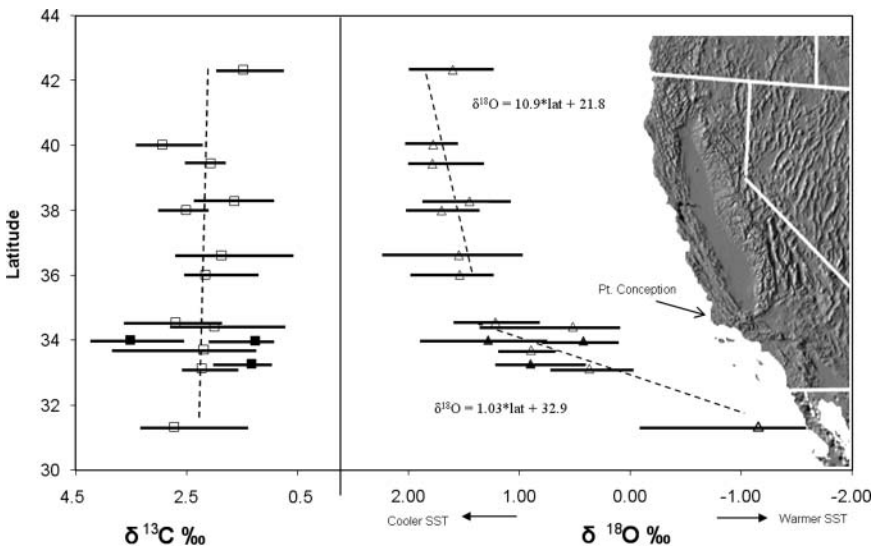 44
42
40
38
36
34
32
30
Latitude
δ¹⁸O = 10.9*lat + 21.8
Pt. Conception
δ¹⁸O = 1.03*lat + 32.9
4.5 2.5 0.5 2.00 1.00 0.00 -1.00 -2.00
Cooler SST Warmer SST
δ ¹³C ‰ δ ¹⁸O ‰